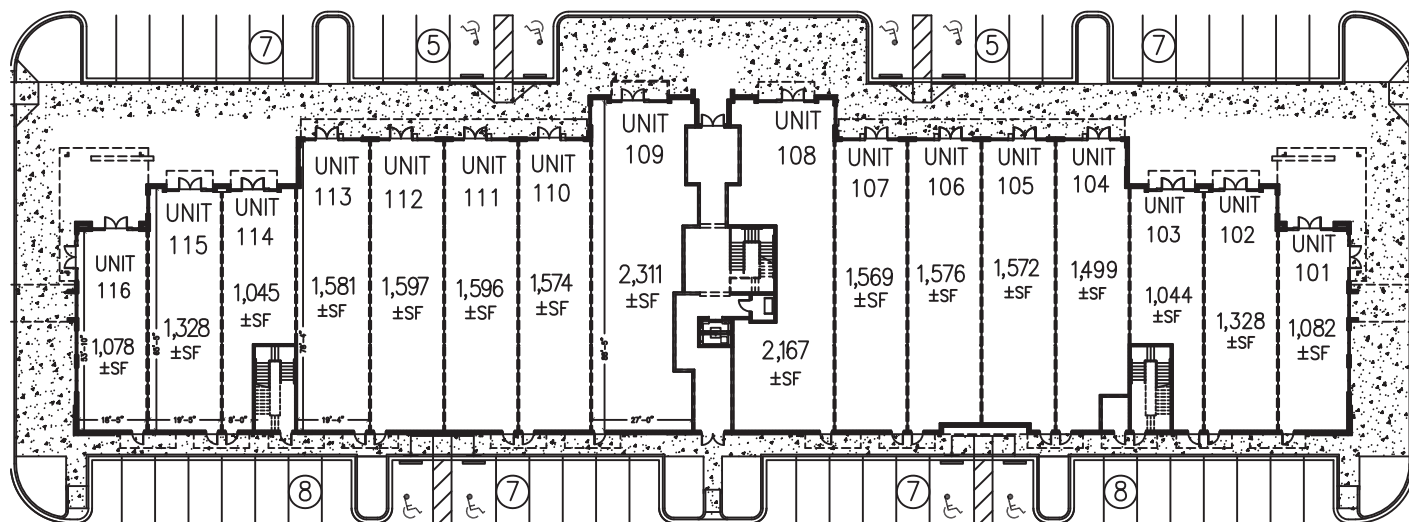 7
5
5
7
UNIT
109
UNIT
108
UNIT
113
UNIT
112
UNIT
111
UNIT
110
UNIT
107
UNIT
106
UNIT
105
UNIT
104
UNIT
115
UNIT
114
UNIT
103
UNIT
102
UNIT
116
UNIT
101
1,581
±SF
1,597
±SF
1,596
±SF
1,574
±SF
2,311
±SF
1,569
±SF
1,576
±SF
1,572
±SF
1,499
±SF
1,045
±SF
1,044
±SF
1,328
±SF
1,328
±SF
1,078
±SF
1,082
±SF
2,167
±SF
19'-4"
27'-0"
8
7
7
8